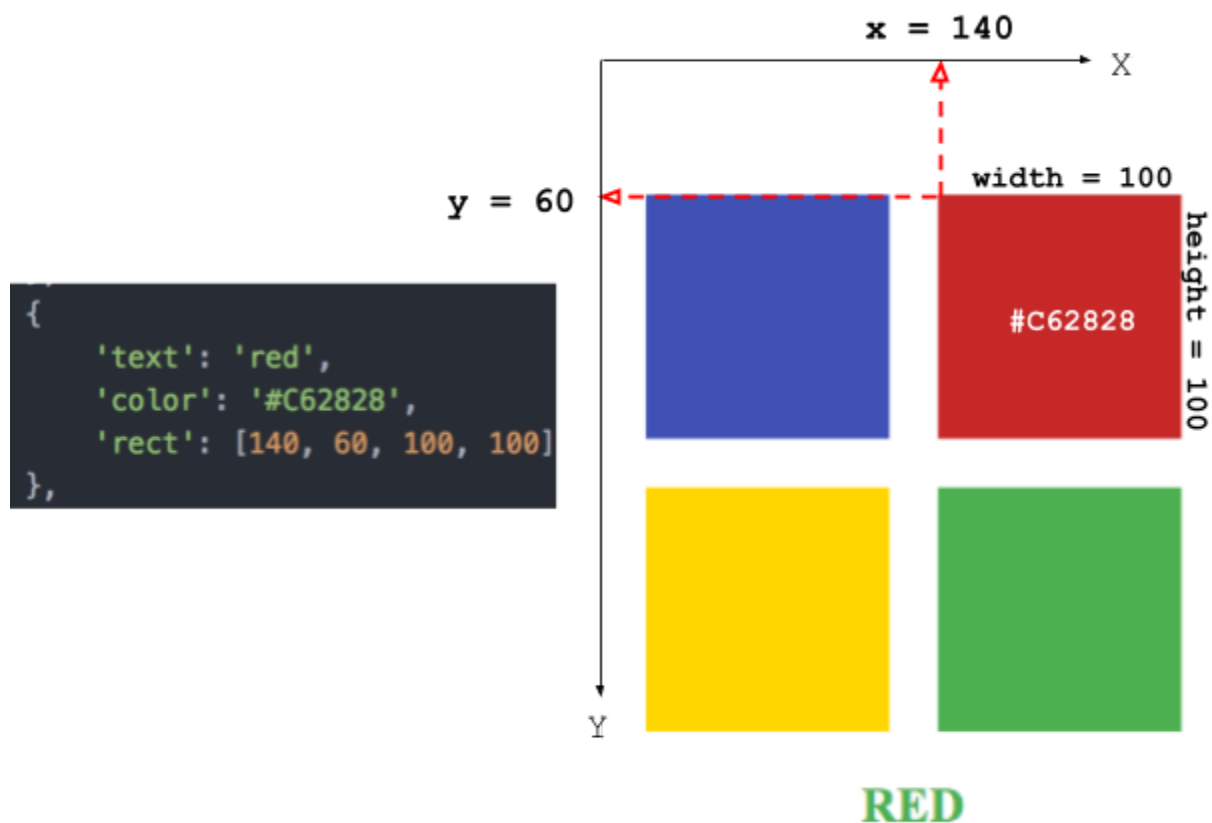 x = 140
X
width = 100
y = 60
height = 100
{
'text': 'red',
'color': '#C62828',
'rect': [140, 60, 100, 100]
},
#C62828
Y
RED